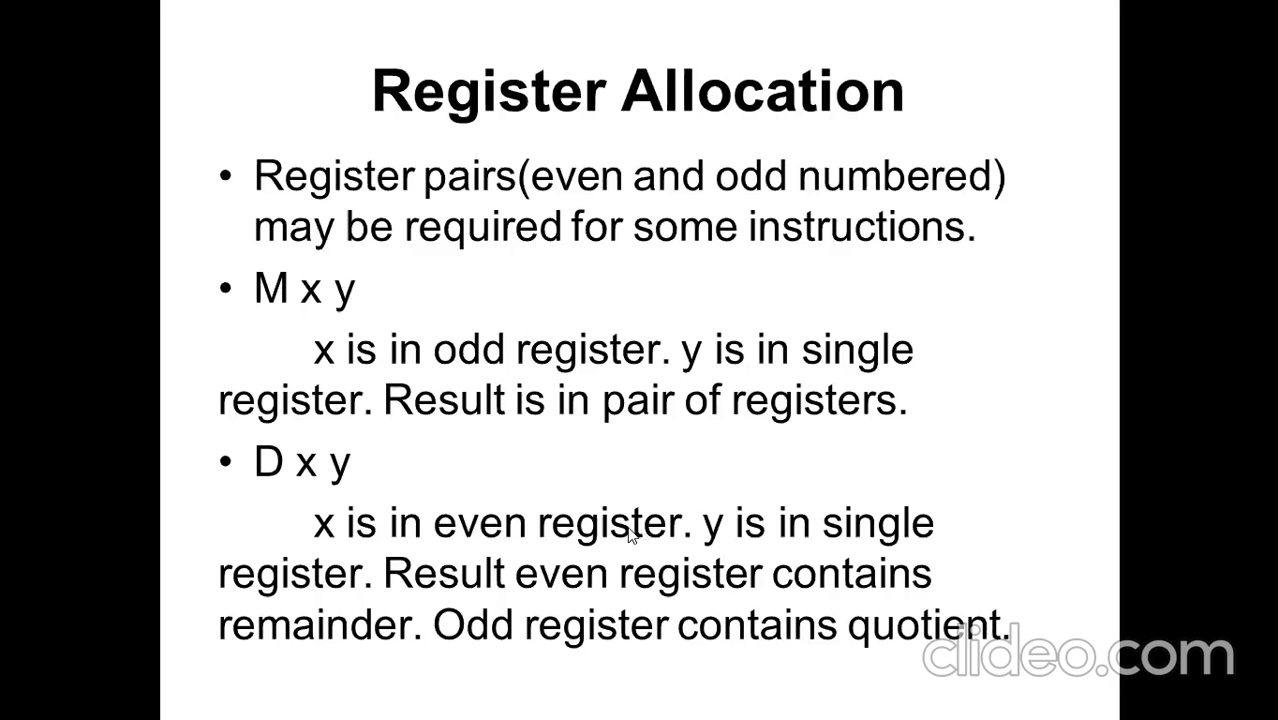 Register Allocation
• Register pairs(even and odd numbered)
may be required for some instructions.
• M x y
x is in odd register. y is in single
register. Result is in pair of registers.
• D x y
x is in even register. y is in single
register. Result even register contains
remainder. Odd register contains quotient.
clideo.com